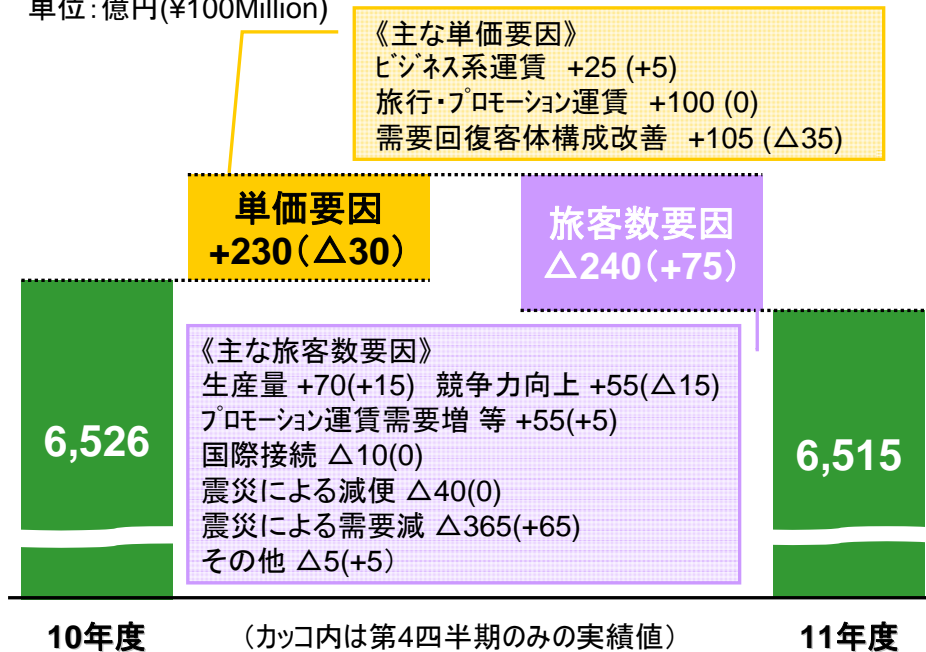 単位：億円(¥100Million)
《主な単価要因》
ﾋﾞｼﾞﾈｽ系運賃 +25 (+5)
旅行・ﾌﾟﾛﾓｰｼｮﾝ運賃 +100 (0)
需要回復客体構成改善 +105 (△35)
単価要因
+230（△30）
旅客数要因
△240（+75）
《主な旅客数要因》
生産量 +70(+15) 競争力向上 +55(△15)
ﾌﾟﾛﾓｰｼｮﾝ運賃需要増 等 +55(+5)
国際接続 △10(0)
震災による減便 △40(0)
震災による需要減 △365(+65)
その他 △5(+5）
6,526
6,515
10年度
（ｶｯｺ内は第4四半期のみの実績値）
11年度